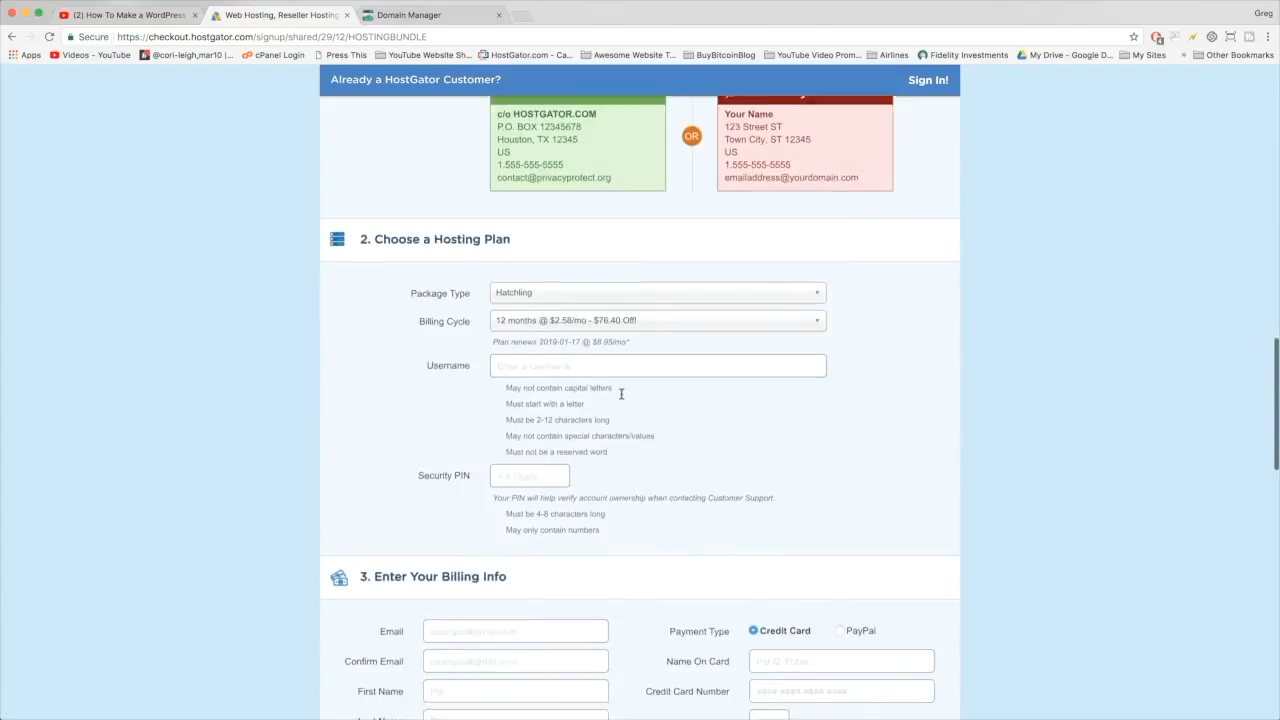 (2) How To Make a WordPress
Web Hosting, Reseller Hosting
Domain Manager
Greg
Secure
https://checkout.hostgator.com/signup/shared/29/12/HOSTINGBUNDLE
Apps
Videos - YouTube
@cori-leigh_mar10 |...
cPanel Login
Press This
YouTube Website Sh...
HostGator.com - Ca...
Awesome Website T...
BuyBitcoinBlog
YouTube Video Prom...
Airlines
Fidelity Investments
My Drive - Google D...
My Sites
»
Other Bookmarks
Already a HostGator Customer?
Sign In!
c/o HOSTGATOR.COM
P.O. BOX 12345678
Houston, TX 12345
US
1.555-555-5555
contact@privacyprotect.org
OR
Your Name
123 Street ST
Town City, ST 12345
US
1.555-555-5555
emailaddress@yourdomain.com
2. Choose a Hosting Plan
Package Type
Hatchling
Billing Cycle
12 months @ $2.58/mo - $76.40 Off!
Plan renews 2019-01-17 @ $8.95/mo*
Username
Enter a username
May not contain capital letters
Must start with a letter
Must be 2-12 characters long
May not contain special characters/values
Must not be a reserved word
Security PIN
4-8 Digits
Your PIN will help verify account ownership when contacting Customer Support.
Must be 4-8 characters long
May only contain numbers
3. Enter Your Billing Info
Email
Confirm Email
First Name
Payment Type
Credit Card
PayPal
Name On Card
Credit Card Number
#### #### #### ####